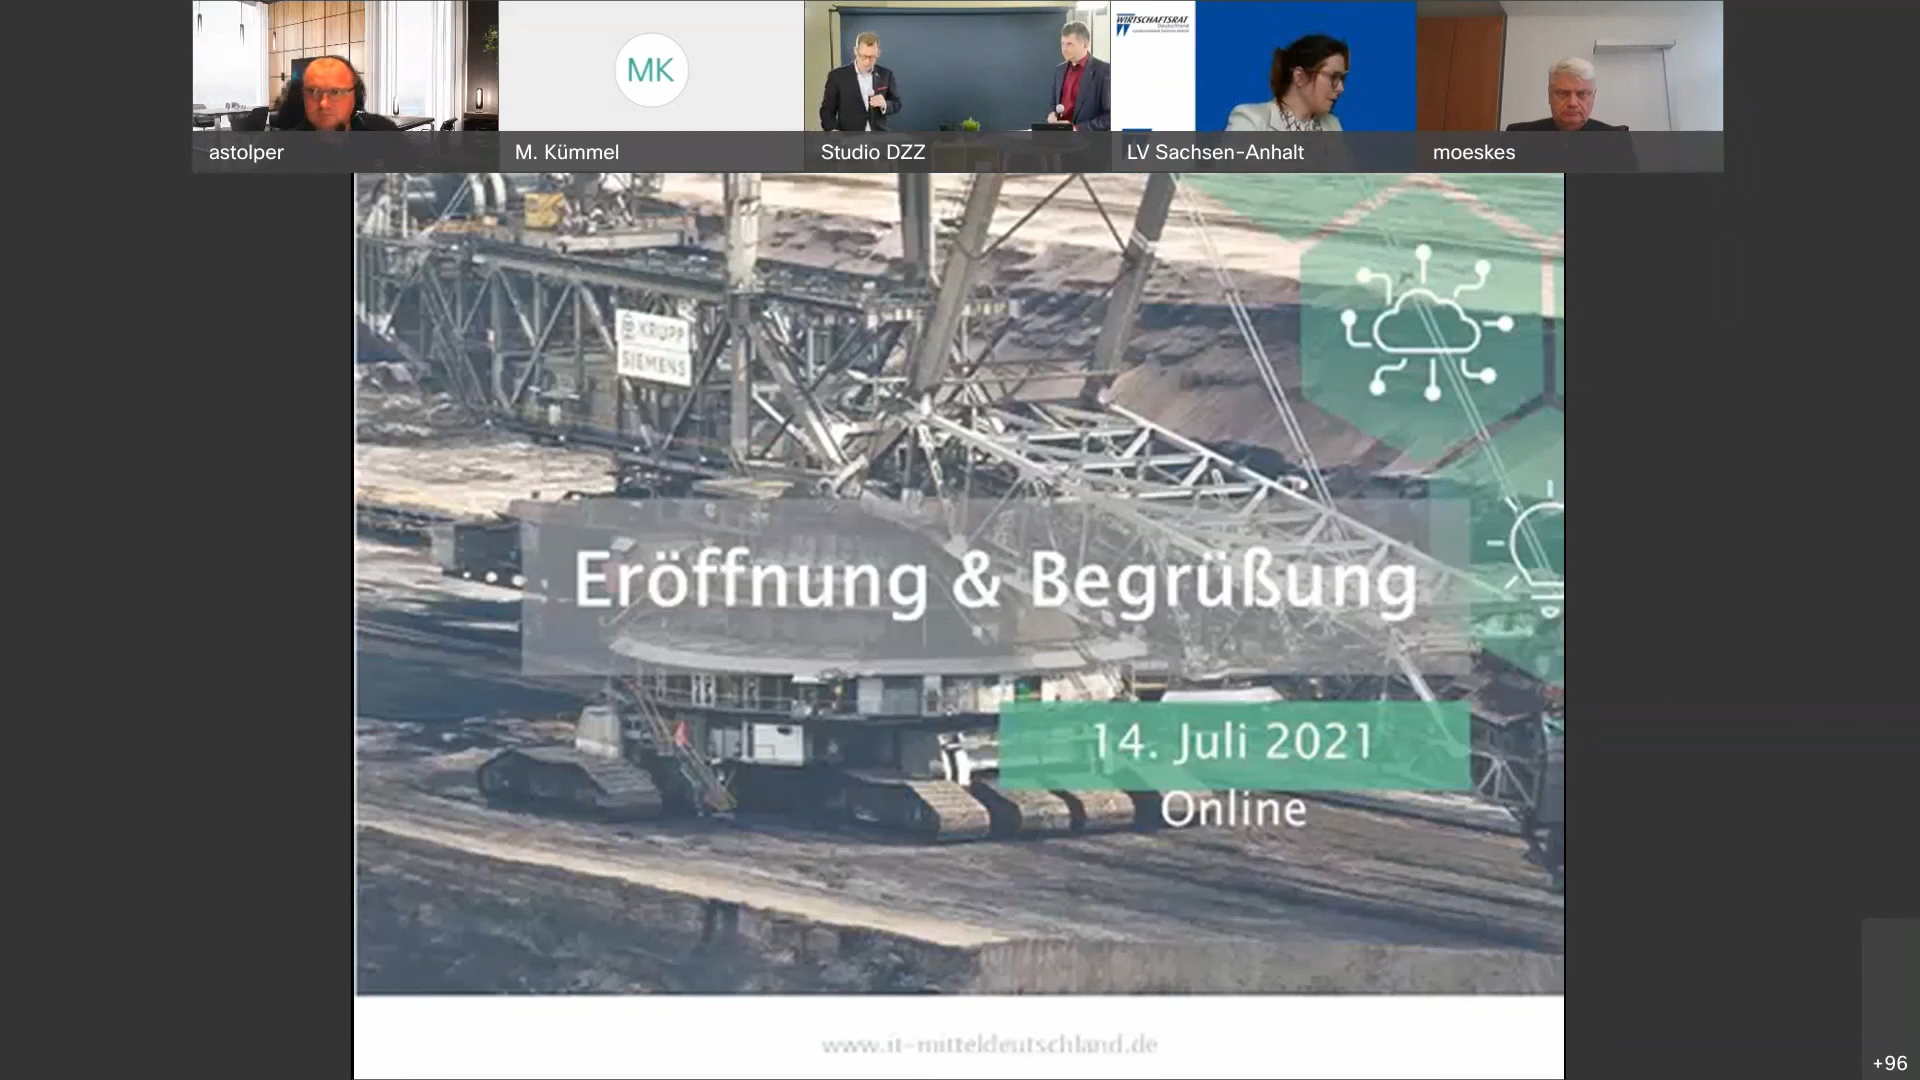 WIRTSCHAFTSRAT
Deutschland
MK
astolper
M. Kümmel
Studio DZZ
LV Sachsen-Anhalt
moeskes
KRUPP
SIEMENS
Eröffnung & Begrüßung
14. Juli 2021
Online
www.it-mitteldeutschland.de
+96